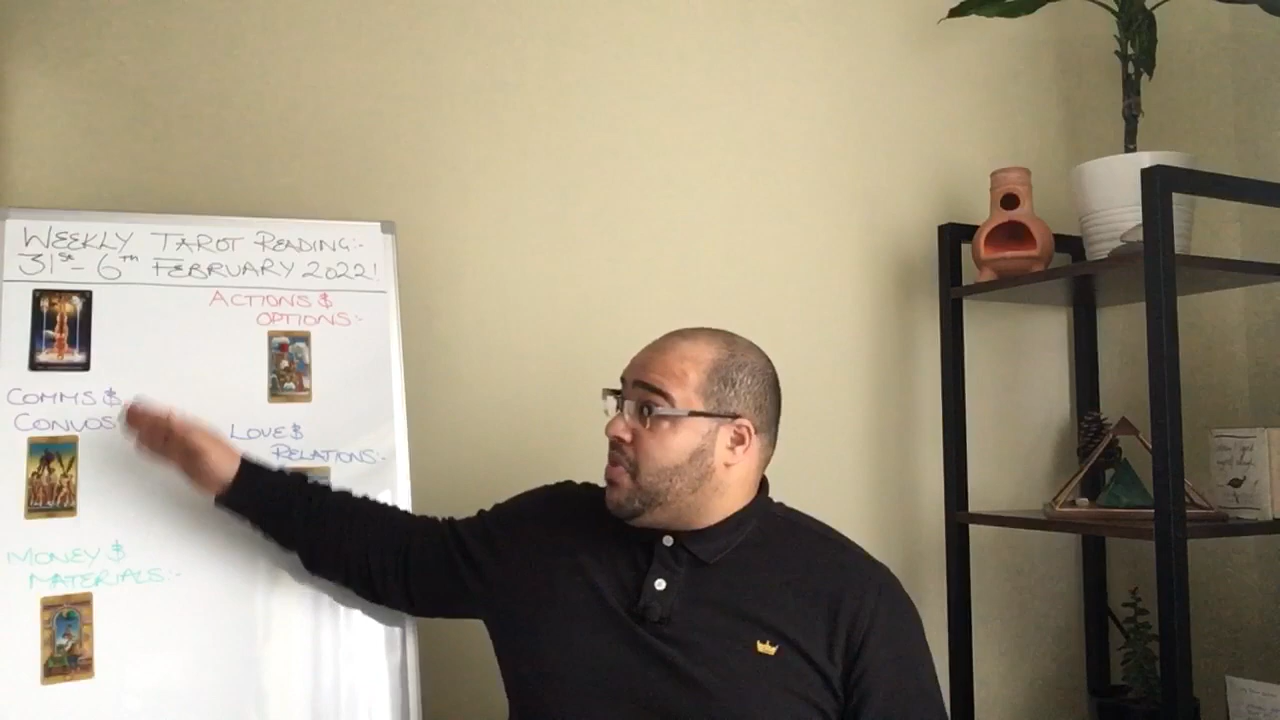 WEEKLY TAROT READING:-
31ST - 6TH FEBRUARY 2022!
ACTIONS &
OPTIONS:-
COMMS &
CONVOS
LOVE &
RELATIONS:-
MONEY &
MATERIALS:-